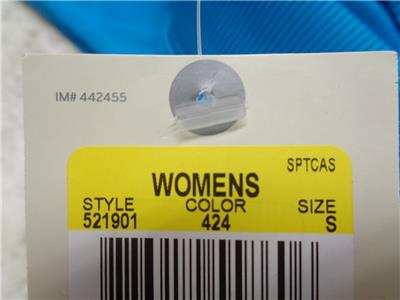 IM# 442455
SPTCAS
WOMENS
STYLE COLOR SIZE
521901 424 S